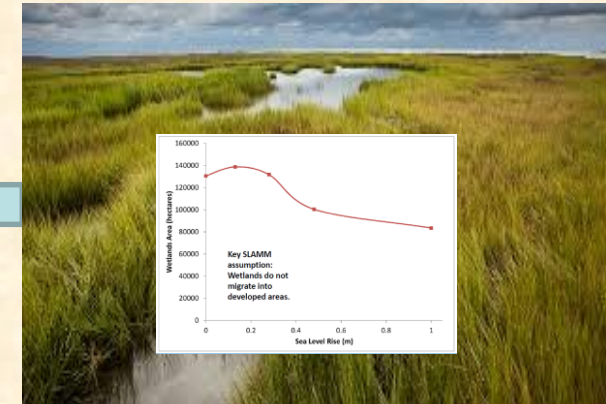 160000
140000
120000
100000
80000
60000
40000
20000
0
Wetlands Area (hectares)
Key SLAMM
assumption:
Wetlands do not
migrate into
developed areas.
0 0.2 0.4 0.6 0.8 1
Sea Level Rise (m)